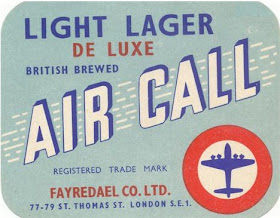 LIGHT LAGER
DE LUXE
BRITISH BREWED
AIR CALL
REGISTERED TRADE MARK
FAYREDAEL CO. LTD.
77-79 ST. THOMAS ST. LONDON S.E.1.